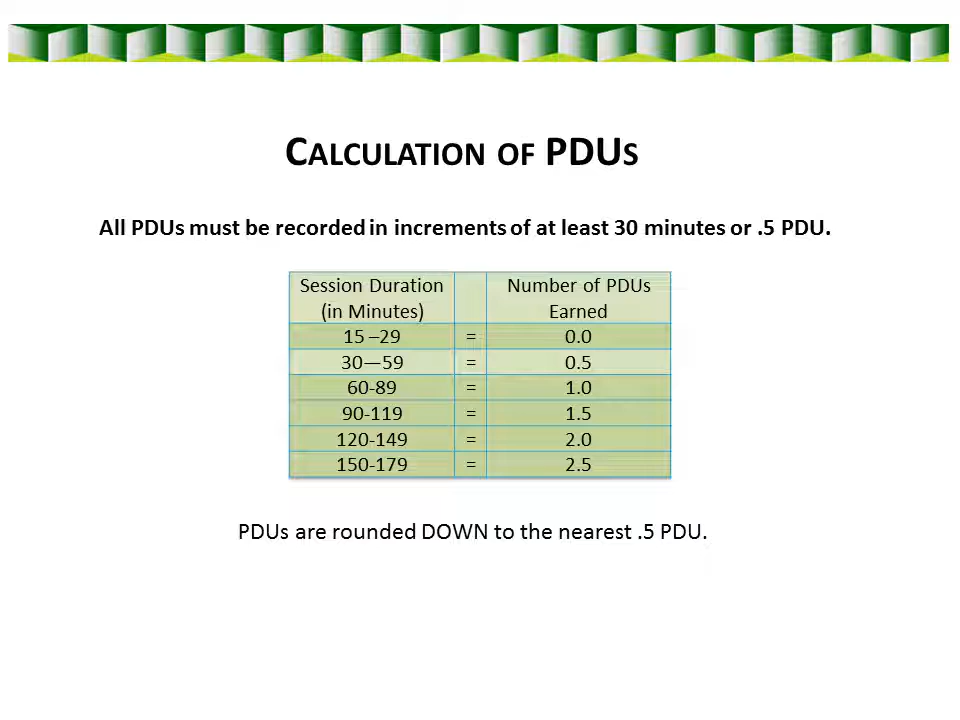 CALCULATION OF PDUS
All PDUs must be recorded in increments of at least 30 minutes or .5 PDU.
Session Duration (in Minutes) Number of PDUs Earned
15 –29 = 0.0
30—59 = 0.5
60-89 = 1.0
90-119 = 1.5
120-149 = 2.0
150-179 = 2.5
PDUs are rounded DOWN to the nearest .5 PDU.